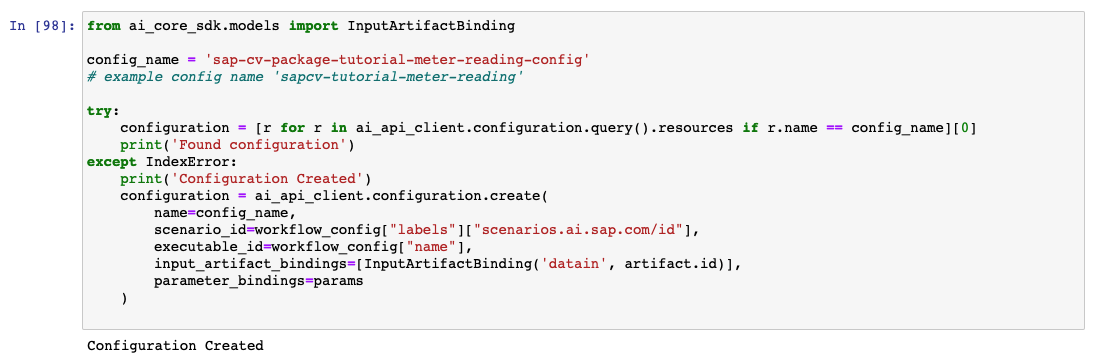 In [98]: from ai_core_sdk.models import InputArtifactBinding

config_name = 'sap-cv-package-tutorial-meter-reading-config'
# example config name 'sapcv-tutorial-meter-reading'

try:
    configuration = [r for r in ai_api_client.configuration.query().resources if r.name == config_name][0]
    print('Found configuration')
except IndexError:
    print('Configuration Created')
    configuration = ai_api_client.configuration.create(
        name=config_name,
        scenario_id=workflow_config["labels"]["scenarios.ai.sap.com/id"],
        executable_id=workflow_config["name"],
        input_artifact_bindings=[InputArtifactBinding('datain', artifact.id)],
        parameter_bindings=params
    )

Configuration Created